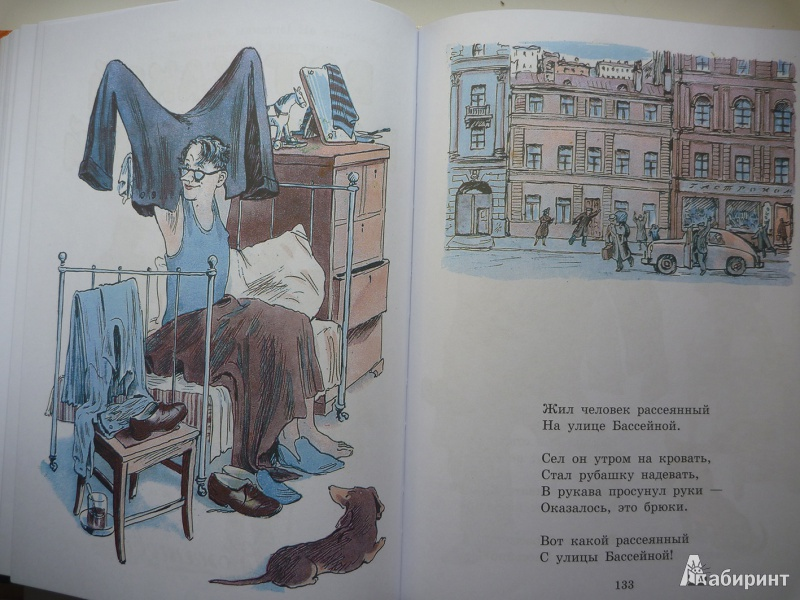 ГАСТРОНОМ
Жил человек рассеянный
На улице Бассейной.
Сел он утром на кровать,
Стал рубашку надевать,
В рукава просунул руки —
Оказалось, это брюки.
Вот какой рассеянный
С улицы Бассейной!
133
Лабиринт